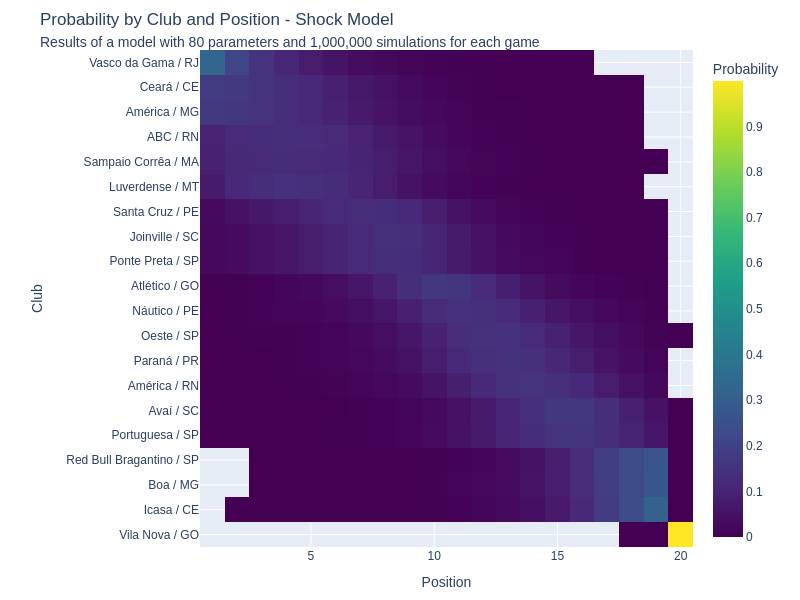 Probability by Club and Position - Shock Model
Results of a model with 80 parameters and 1,000,000 simulations for each game
Probability
Vasco da Gama / RJ
Ceará / CE
América / MG
ABC / RN
Sampaio Corrêa / MA
Luverdense / MT
Santa Cruz / PE
Joinville / SC
Ponte Preta / SP
Atlético / GO
Náutico / PE
Oeste / SP
Paraná / PR
América / RN
Avaí / SC
Portuguesa / SP
Red Bull Bragantino / SP
Boa / MG
Icasa / CE
Vila Nova / GO
Club
5
10
15
20
Position
0.9
0.8
0.7
0.6
0.5
0.4
0.3
0.2
0.1
0